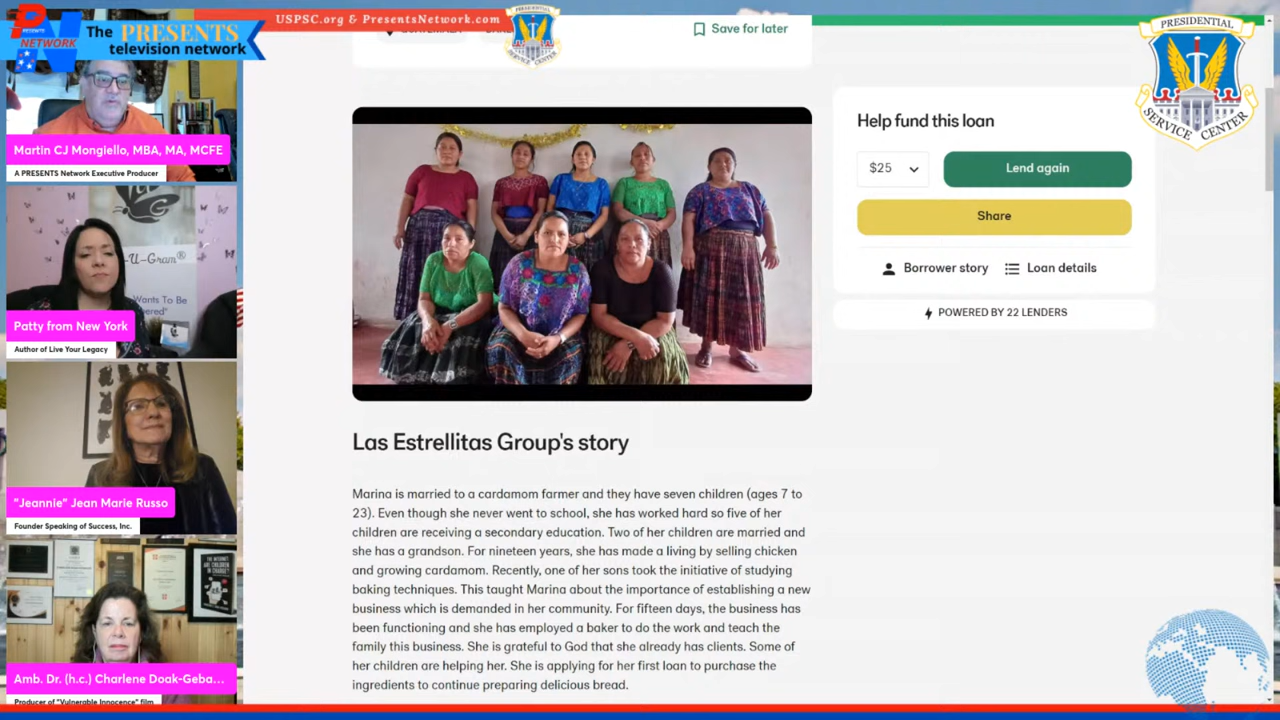 USPSC.org & PresentsNetwork.com
PRESENTS
NETWORK
The PRESENTS
television network
Save for later
PRESIDENTIAL
SERVICE CENTER
Martin CJ Mongiello, MBA, MA, MCFE
A PRESENTS Network Executive Producer
-U-Gram®
Wants To Be
Patty from New York
Author of Live Your Legacy
"Jeannie" Jean Marie Russo
Founder Speaking of Success, Inc.
Amb. Dr. (h.c.) Charlene Doak-Geba...
Producer of "Vulnerable Innocence" film
Help fund this loan
$25
Lend again
Share
Borrower story
Loan details
POWERED BY 22 LENDERS
Las Estrellitas Group's story
Marina is married to a cardamom farmer and they have seven children (ages 7 to
23). Even though she never went to school, she has worked hard so five of her
children are receiving a secondary education. Two of her children are married and
she has a grandson. For nineteen years, she has made a living by selling chicken
and growing cardamom. Recently, one of her sons took the initiative of studying
baking techniques. This taught Marina about the importance of establishing a new
business which is demanded in her community. For fifteen days, the business has
been functioning and she has employed a baker to do the work and teach the
family this business. She is grateful to God that she already has clients. Some of
her children are helping her. She is applying for her first loan to purchase the
ingredients to continue preparing delicious bread.